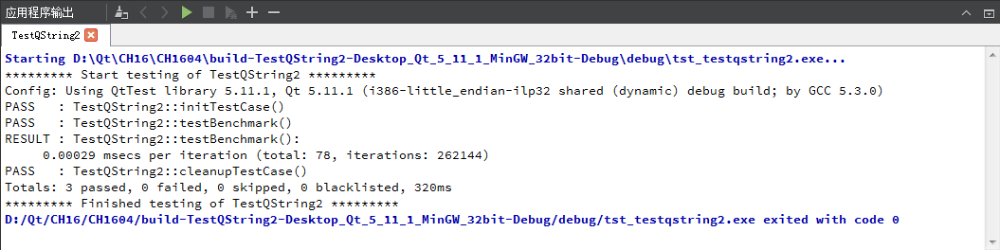 应用程序输出
TestQString2
Starting D:\Qt\CH16\CH1604\build-TestQString2-Desktop_Qt_5_11_1_MinGW_32bit-Debug\debug\tst_testqstring2.exe...
********* Start testing of TestQString2 *********
Config: Using QtTest library 5.11.1, Qt 5.11.1 (i386-little_endian-ilp32 shared (dynamic) debug build; by GCC 5.3.0)
PASS   : TestQString2::initTestCase()
PASS   : TestQString2::testBenchmark()
RESULT : TestQString2::testBenchmark():
     0.00029 msecs per iteration (total: 78, iterations: 262144)
PASS   : TestQString2::cleanupTestCase()
Totals: 3 passed, 0 failed, 0 skipped, 0 blacklisted, 320ms
********* Finished testing of TestQString2 *********
D:/Qt/CH16/CH1604/build-TestQString2-Desktop_Qt_5_11_1_MinGW_32bit-Debug/debug/tst_testqstring2.exe exited with code 0